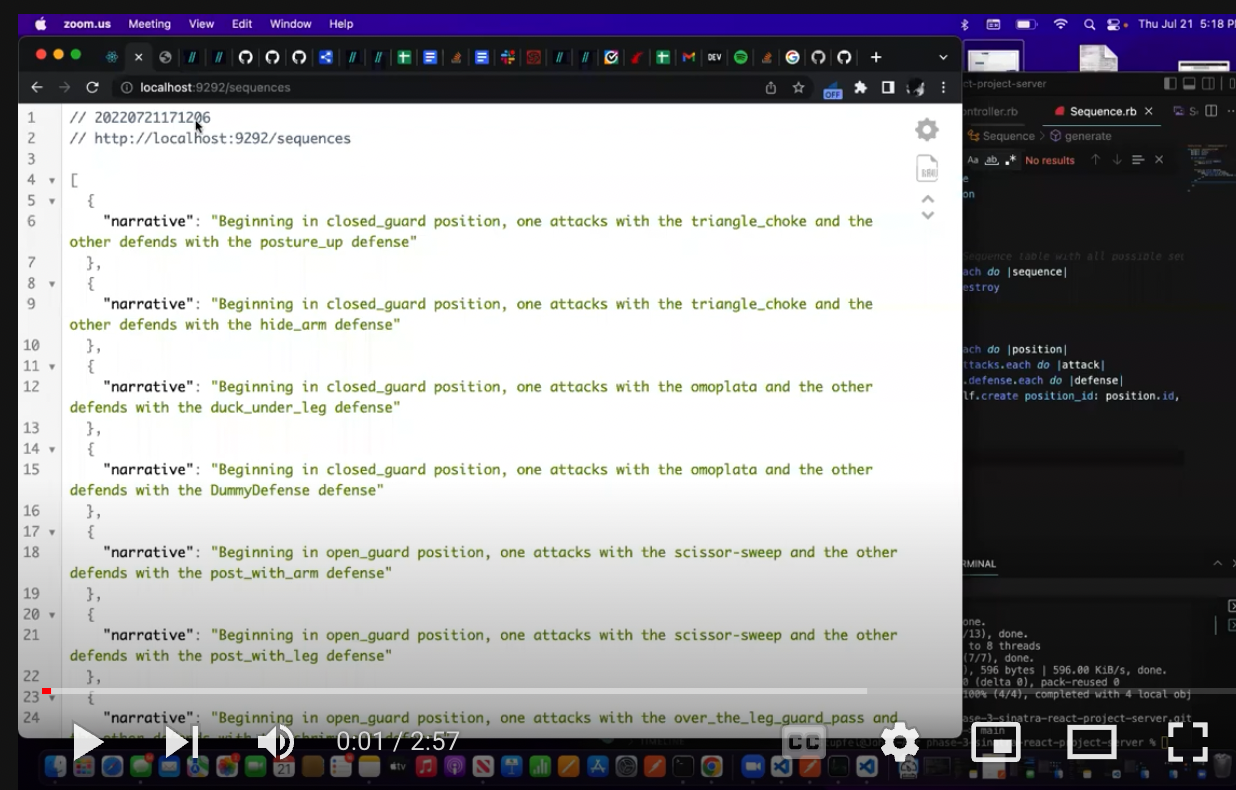 zoom.us Meeting View Edit Window Help Thu Jul 21 5:18 P
DEV
localhost:9292/sequences
OFF
1 // 20220721171206
2 // http://localhost:9292/sequences
3
4 [
5 {
6 "narrative": "Beginning in closed_guard position, one attacks with the triangle_choke and the
other defends with the posture_up defense"
7 },
8 {
9 "narrative": "Beginning in closed_guard position, one attacks with the triangle_choke and the
other defends with the hide_arm defense"
10 },
11 {
12 "narrative": "Beginning in closed_guard position, one attacks with the omoplata and the other
defends with the duck_under_leg defense"
13 },
14 {
15 "narrative": "Beginning in closed_guard position, one attacks with the omoplata and the other
defends with the DummyDefense defense"
16 },
17 {
18 "narrative": "Beginning in open_guard position, one attacks with the scissor-sweep and the other
defends with the post_with_arm defense"
19 },
20 {
21 "narrative": "Beginning in open_guard position, one attacks with the scissor-sweep and the other
defends with the post_with_leg defense"
22 },
23 {
24 "narrative": "Beginning in open_guard position, one attacks with the over_the_leg_guard_pass and
0:01 / 2:57
CC
ct-project-server
ontroller.rb Sequence.rb S
Sequence > generate
Aa ab No results
e
on
Sequence table with all possible se
ach do |sequence|
estroy
ach do |position|
ttacks.each do |attack|
.defense.each do |defense|
lf.create position_id: position.id,
RMINAL
one.
/13), done.
to 8 threads
(7/7), done.
), 596 bytes | 596.00 KiB/s, done.
0 (delta 0), pack-reused 0
100% (4/4), completed with 4 local obj
ase-3-sinatra-react-project-server.git
main
phase-3-sinatra-react-project-server %
21
tv